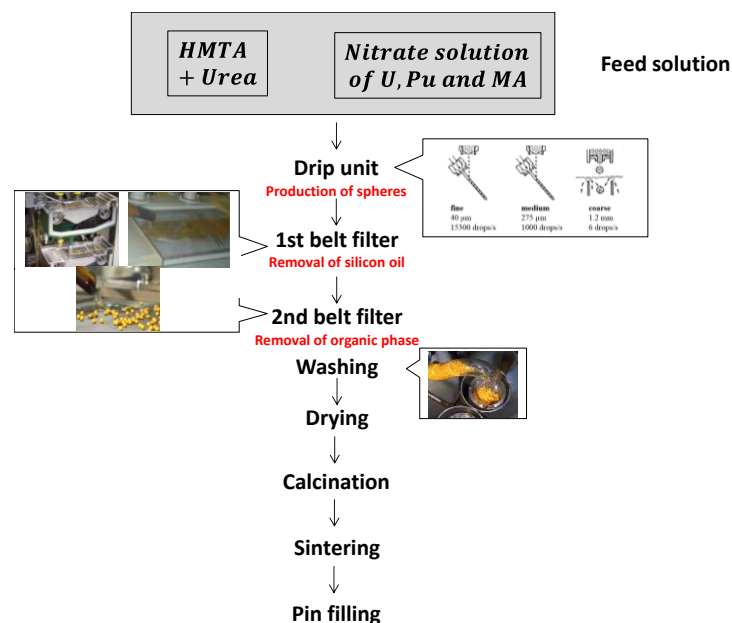 HMTA
+ Urea
Nitrate solution
of U, Pu and MA
Feed solution
Drip unit
Production of spheres
fine
40 µm
15300 drops/s
medium
275 µm
1000 drops/s
coarse
1.2 mm
6 drops/s
1st belt filter
Removal of silicon oil
2nd belt filter
Removal of organic phase
Washing
Drying
Calcination
Sintering
Pin filling